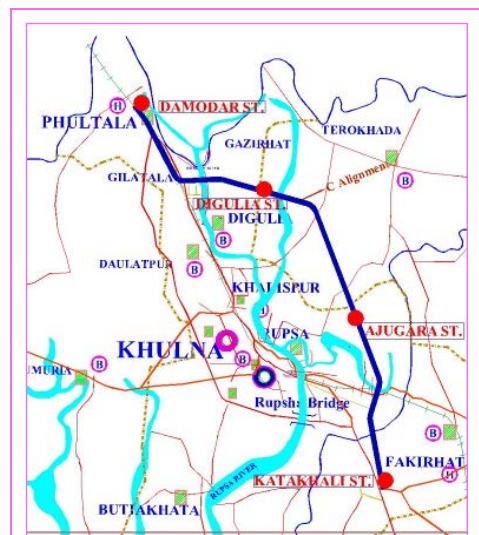 H
DAMODAR ST.
PHULTALA
TEROKHADA
GAZIRHAT
C Alignment
B
GILATALA
DIGULIA ST.
DIGULI
B
DAULATPUR
B
KHALISPUR
H
RUPSA
AJUGARA ST.
KHULNA
B
B
UMURIA
Rupsha Bridge
B
FAKIRHAT
H
KATAKHALI ST.
RUPSA RIVER
BUTIAKHATA